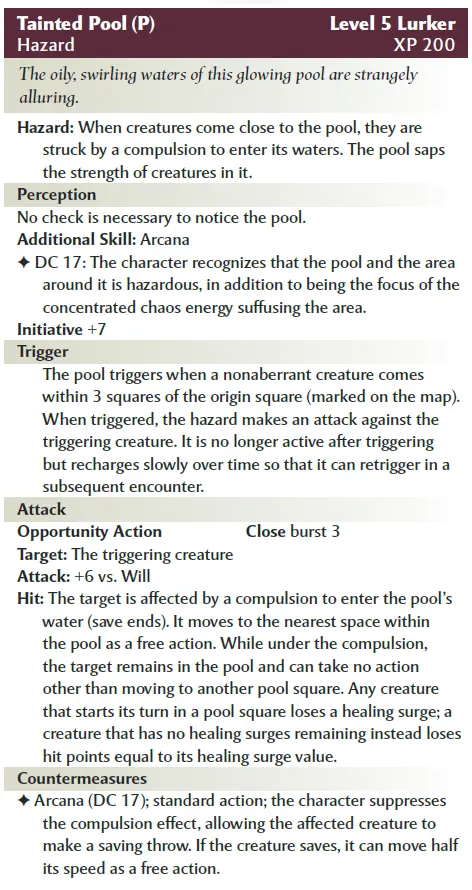 Tainted Pool (P) Level 5 Lurker
Hazard XP 200
The oily, swirling waters of this glowing pool are strangely
alluring.
Hazard: When creatures come close to the pool, they are
struck by a compulsion to enter its waters. The pool saps
the strength of creatures in it.
Perception
No check is necessary to notice the pool.
Additional Skill: Arcana
✦ DC 17: The character recognizes that the pool and the area
around it is hazardous, in addition to being the focus of the
concentrated chaos energy suffusing the area.
Initiative +7
Trigger
The pool triggers when a nonaberrant creature comes
within 3 squares of the origin square (marked on the map).
When triggered, the hazard makes an attack against the
triggering creature. It is no longer active after triggering
but recharges slowly over time so that it can retrigger in a
subsequent encounter.
Attack
Opportunity Action Close burst 3
Target: The triggering creature
Attack: +6 vs. Will
Hit: The target is affected by a compulsion to enter the pool’s
water (save ends). It moves to the nearest space within
the pool as a free action. While under the compulsion,
the target remains in the pool and can take no action
other than moving to another pool square. Any creature
that starts its turn in a pool square loses a healing surge; a
creature that has no healing surges remaining instead loses
hit points equal to its healing surge value.
Countermeasures
✦ Arcana (DC 17); standard action; the character suppresses
the compulsion effect, allowing the affected creature to
make a saving throw. If the creature saves, it can move half
its speed as a free action.